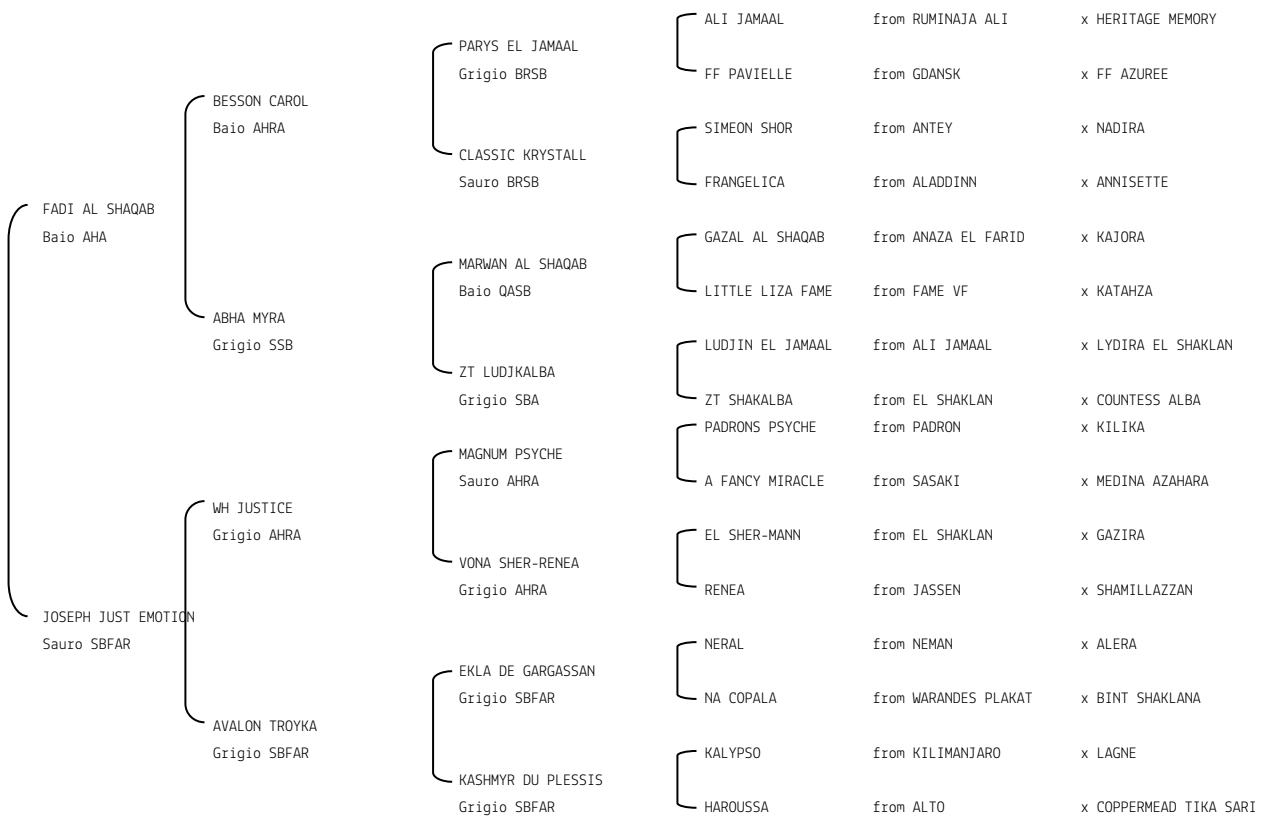 ALI JAMAAL from RUMINAJA ALI x HERITAGE MEMORY
PARYS EL JAMAAL
Grigio BRSB
FF PAVIELLE from GDANSK x FF AZUREE
BESSON CAROL
Baio AHRA
SIMEON SHOR from ANTEY x NADIRA
CLASSIC KRYSTALL
Sauro BRSB
FRANGELICA from ALADDINN x ANNISETTE
FADI AL SHAQAB
Baio AHA
GAZAL AL SHAQAB from ANAZA EL FARID x KAJORA
MARWAN AL SHAQAB
Baio QASB
LITTLE LIZA FAME from FAME VF x KATAHZA
ABHA MYRA
Grigio SSB
LUDJIN EL JAMAAL from ALI JAMAAL x LYDIRA EL SHAKLAN
ZT LUDJKALBA
Grigio SBA
ZT SHAKALBA from EL SHAKLAN x COUNTESS ALBA
PADRONS PSYCHE from PADRON x KILIKA
MAGNUM PSYCHE
Sauro AHRA
A FANCY MIRACLE from SASAKI x MEDINA AZAHARA
WH JUSTICE
Grigio AHRA
EL SHER-MANN from EL SHAKLAN x GAZIRA
VONA SHER-RENEA
Grigio AHRA
RENEA from JASSEN x SHAMILLAZZAN
JOSEPH JUST EMOTION
Sauro SBFAR
NERAL from NEMAN x ALERA
EKLA DE GARGASSAN
Grigio SBFAR
NA COPALA from WARANDES PLAKAT x BINT SHAKLANA
AVALON TROYKA
Grigio SBFAR
KALYPSO from KILIMANJARO x LAGNE
KASHMYR DU PLESSIS
Grigio SBFAR
HAROUSSA from ALTO x COPPERMEAD TIKA SARI